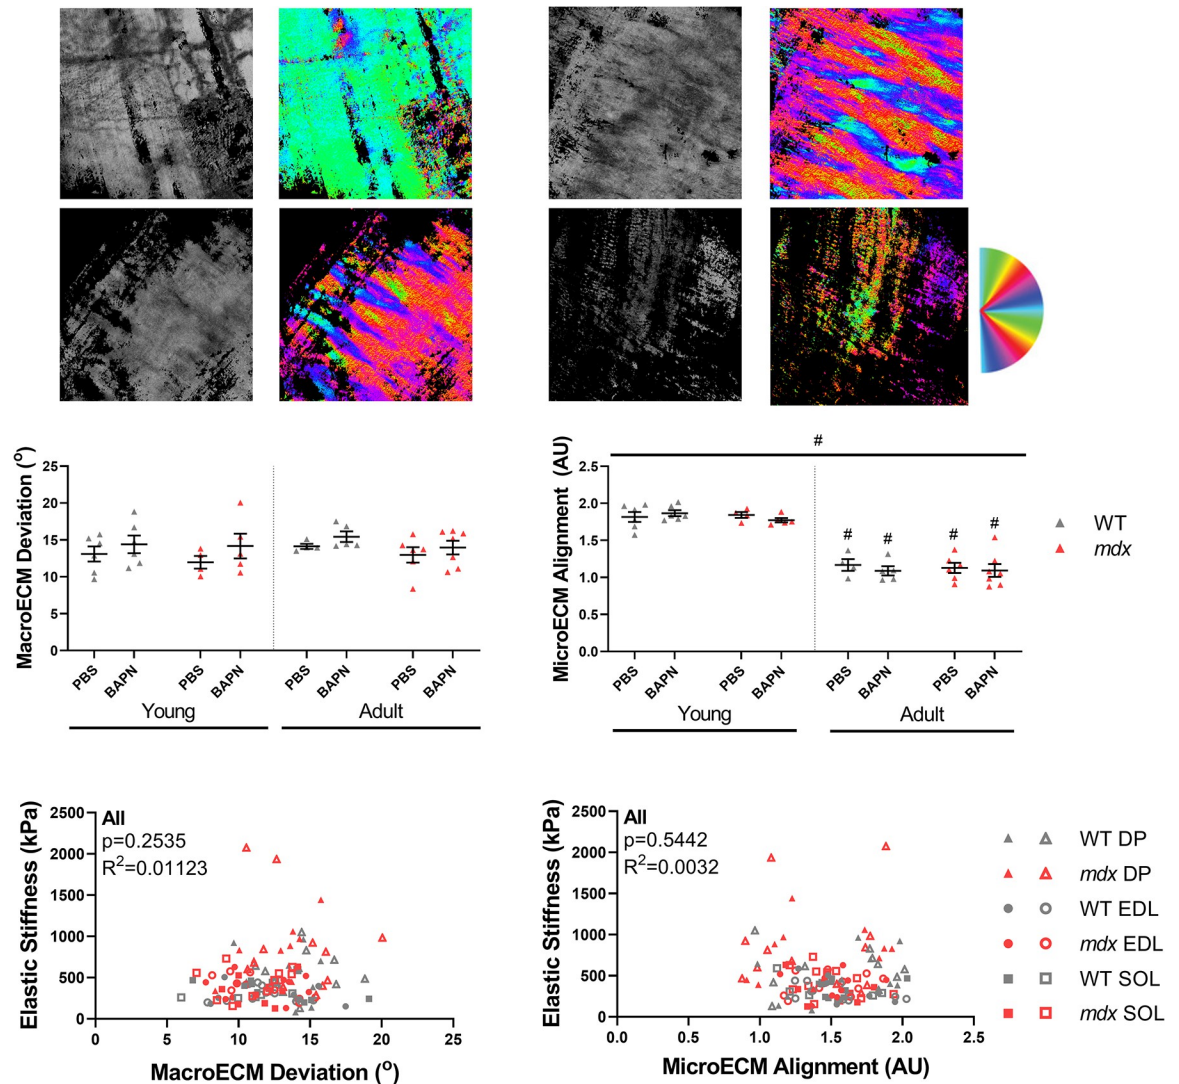 MacroECM Deviation (°)
25
20
15
10
5
0
PBS
BAPN
PBS
BAPN
PBS
BAPN
PBS
BAPN
Young
Adult
#
MicroECM Alignment (AU)
2.5
2.0
1.5
1.0
0.5
0.0
#
#
#
#
PBS
BAPN
PBS
BAPN
PBS
BAPN
PBS
BAPN
Young
Adult
WT
mdx
Elastic Stiffness (kPa)
2500
2000
1500
1000
500
0
All
p=0.2535
R²=0.01123
0 5 10 15 20 25
MacroECM Deviation (°)
Elastic Stiffness (kPa)
2500
2000
1500
1000
500
0
All
p=0.5442
R²=0.0032
0.0 0.5 1.0 1.5 2.0 2.5
MicroECM Alignment (AU)
WT DP
mdx DP
WT EDL
mdx EDL
WT SOL
mdx SOL